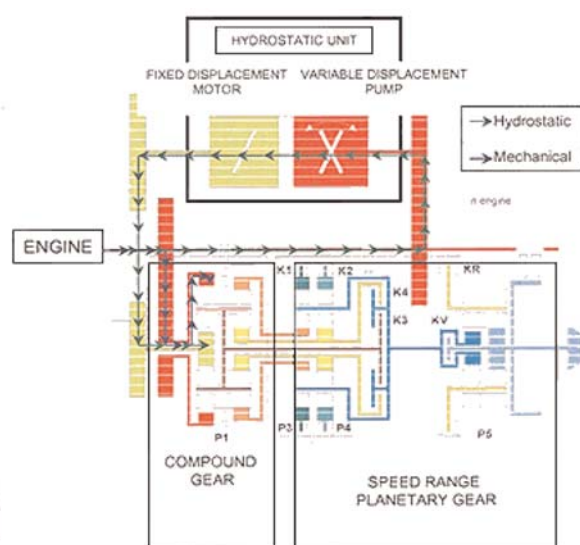 HYDROSTATIC UNIT
FIXED DISPLACEMENT
MOTOR
VARIABLE DISPLACEMENT
PUMP
Hydrostatic
Mechanical
n engine
ENGINE
K1
K2
K4
K3
KR
KV
P1
P3
P4
P5
COMPOUND
GEAR
SPEED RANGE
PLANETARY GEAR